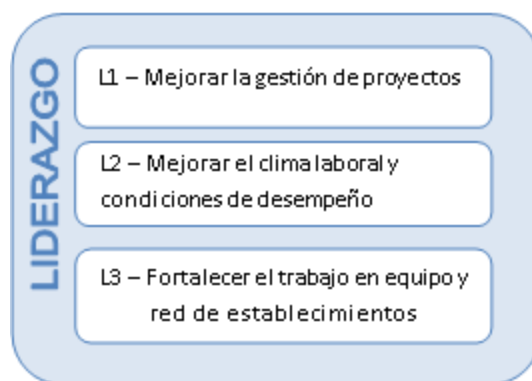 LIDERAZGO
L1 – Mejorar la gestión de proyectos
L2 – Mejorar el clima laboral y
condiciones de desempeño
L3 – Fortalecer el trabajo en equipo y
red de establecimientos